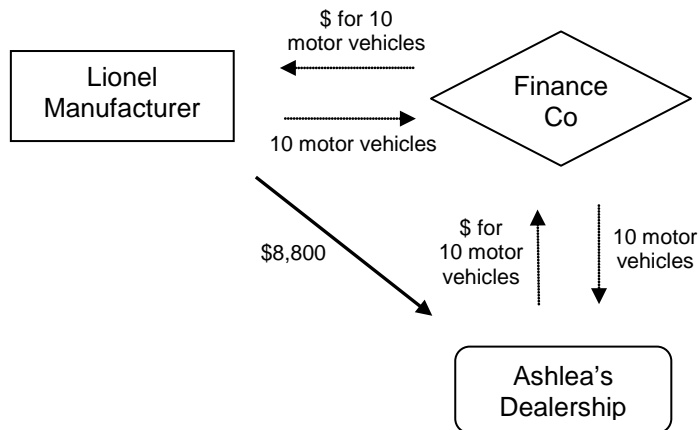 $ for 10
motor vehicles
Lionel
Manufacturer
Finance
Co
10 motor vehicles
$8,800
$ for
10 motor
vehicles
10 motor
vehicles
Ashlea's
Dealership